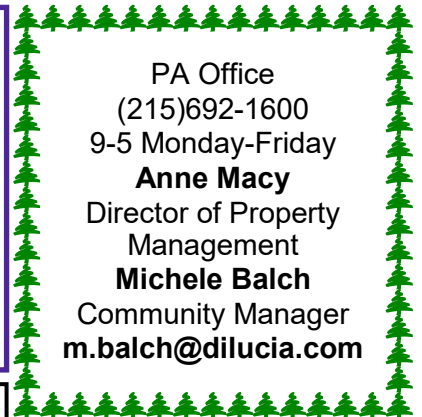 PA Office
(215)692-1600
9-5 Monday-Friday
Anne Macy
Director of Property
Management
Michele Balch
Community Manager
m.balch@dilucia.com